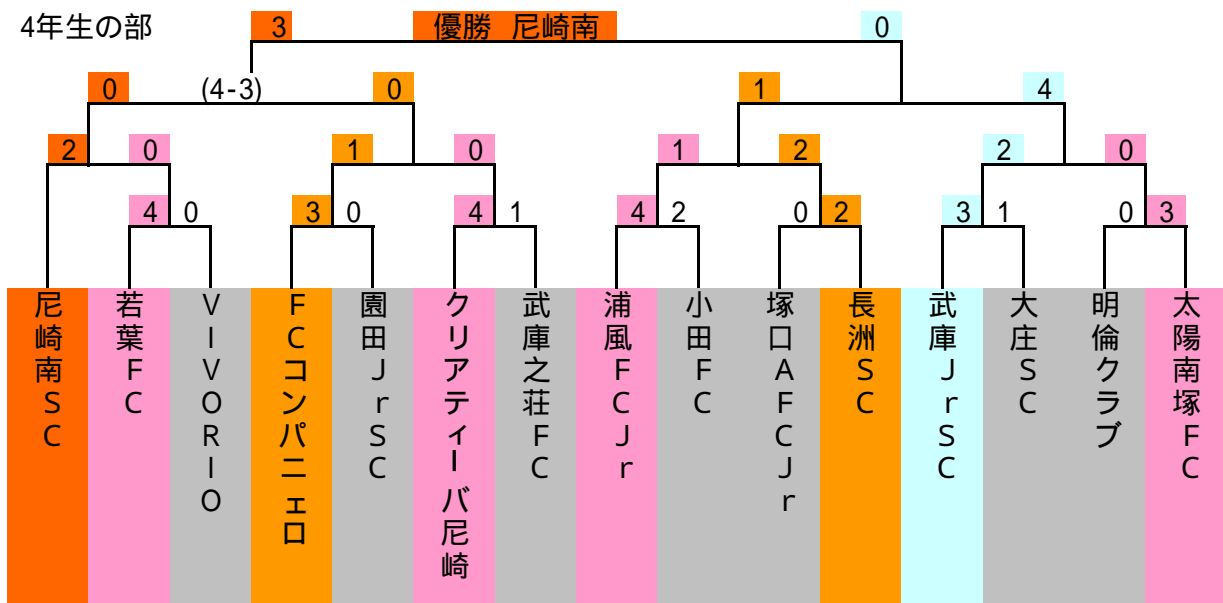 4年生の部
3 優勝 尼崎南 0
0 (4-3) 0 1 4
2 0 1 0 1 2 2 0
4 0 3 0 4 1 4 2 0 2 3 1 0 3
尼崎南SC
若葉FC
VIVORIO
FCコンパニェロ
園田JrSC
クリアティーバ尼崎
武庫之荘FC
浦風FCJr
小田FC
塚口AFCJr
長洲SC
武庫JrSC
大庄SC
明倫クラブ
太陽南塚FC